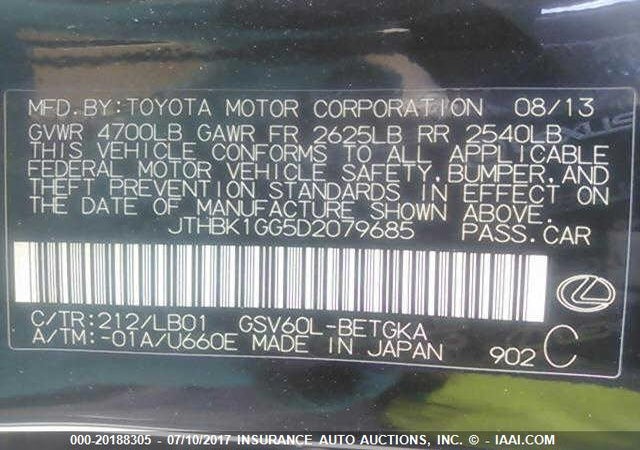 MFD.BY:TOYOTA MOTOR CORPORATION 08/13
GVWR 4700LB GAWR FR 2625LB RR 2540LB
THIS VEHICLE CONFORMS TO ALL APPLICABLE
FEDERAL MOTOR VEHICLE SAFETY,BUMPER,AND
THEFT PREVENTION STANDARDS IN EFFECT ON
THE DATE OF MANUFACTURE SHOWN ABOVE.
JTHBK1GG5D2079685 PASS.CAR
C/TR:212/LB01 GSV60L-BETGKA
A/TM:-01A/U660E MADE IN JAPAN 902 C
000-20188305 - 07/10/2017 INSURANCE AUTO AUCTIONS, INC. © - IAAI.COM